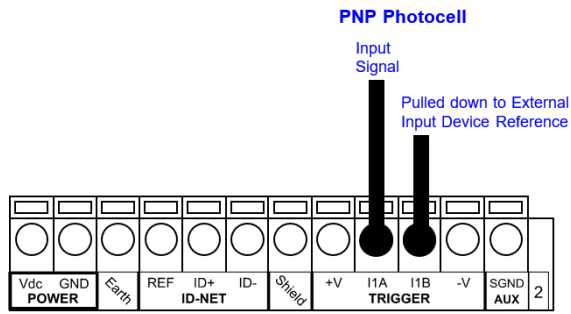 PNP Photocell
Input
Signal
Pulled down to External
Input Device Reference
Vdc GND Earth REF ID+ ID- Shield +V I1A I1B -V SGND 2
POWER ID-NET TRIGGER AUX